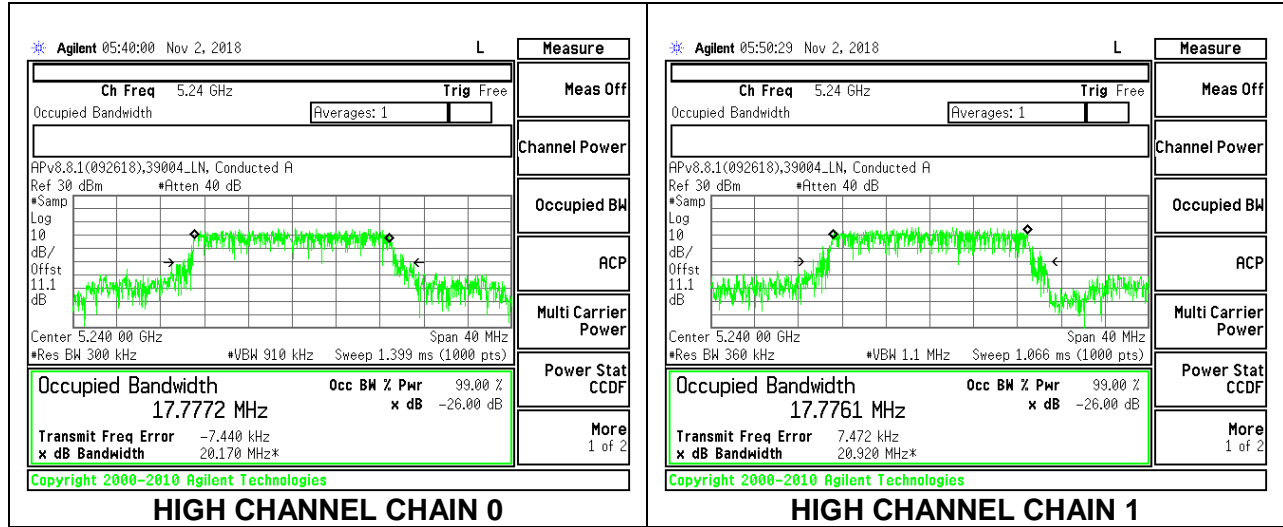 Agilent 05:40:00 Nov 2, 2018 L
Measure
Ch Freq 5.24 GHz Trig Free
Occupied Bandwidth Averages: 1
APv8.8.1(092618),39004_LN, Conducted A
Ref 30 dBm #Atten 40 dB
#Samp
Log
10
dB/
Offst
11.1
dB
Center 5.240 00 GHz Span 40 MHz
#Res BW 300 kHz #VBW 910 kHz Sweep 1.399 ms (1000 pts)
Occupied Bandwidth Occ BW % Pwr 99.00 %
17.7772 MHz x dB -26.00 dB
Transmit Freq Error -7.440 kHz
x dB Bandwidth 20.170 MHz*
Meas Off
Channel Power
Occupied BW
ACP
Multi Carrier
Power
Power Stat
CCDF
More
1 of 2
Copyright 2000-2010 Agilent Technologies
HIGH CHANNEL CHAIN 0
Agilent 05:50:29 Nov 2, 2018 L
Measure
Ch Freq 5.24 GHz Trig Free
Occupied Bandwidth Averages: 1
APv8.8.1(092618),39004_LN, Conducted A
Ref 30 dBm #Atten 40 dB
#Samp
Log
10
dB/
Offst
11.1
dB
Center 5.240 00 GHz Span 40 MHz
#Res BW 360 kHz #VBW 1.1 MHz Sweep 1.066 ms (1000 pts)
Occupied Bandwidth Occ BW % Pwr 99.00 %
17.7761 MHz x dB -26.00 dB
Transmit Freq Error 7.472 kHz
x dB Bandwidth 20.920 MHz*
Meas Off
Channel Power
Occupied BW
ACP
Multi Carrier
Power
Power Stat
CCDF
More
1 of 2
Copyright 2000-2010 Agilent Technologies
HIGH CHANNEL CHAIN 1